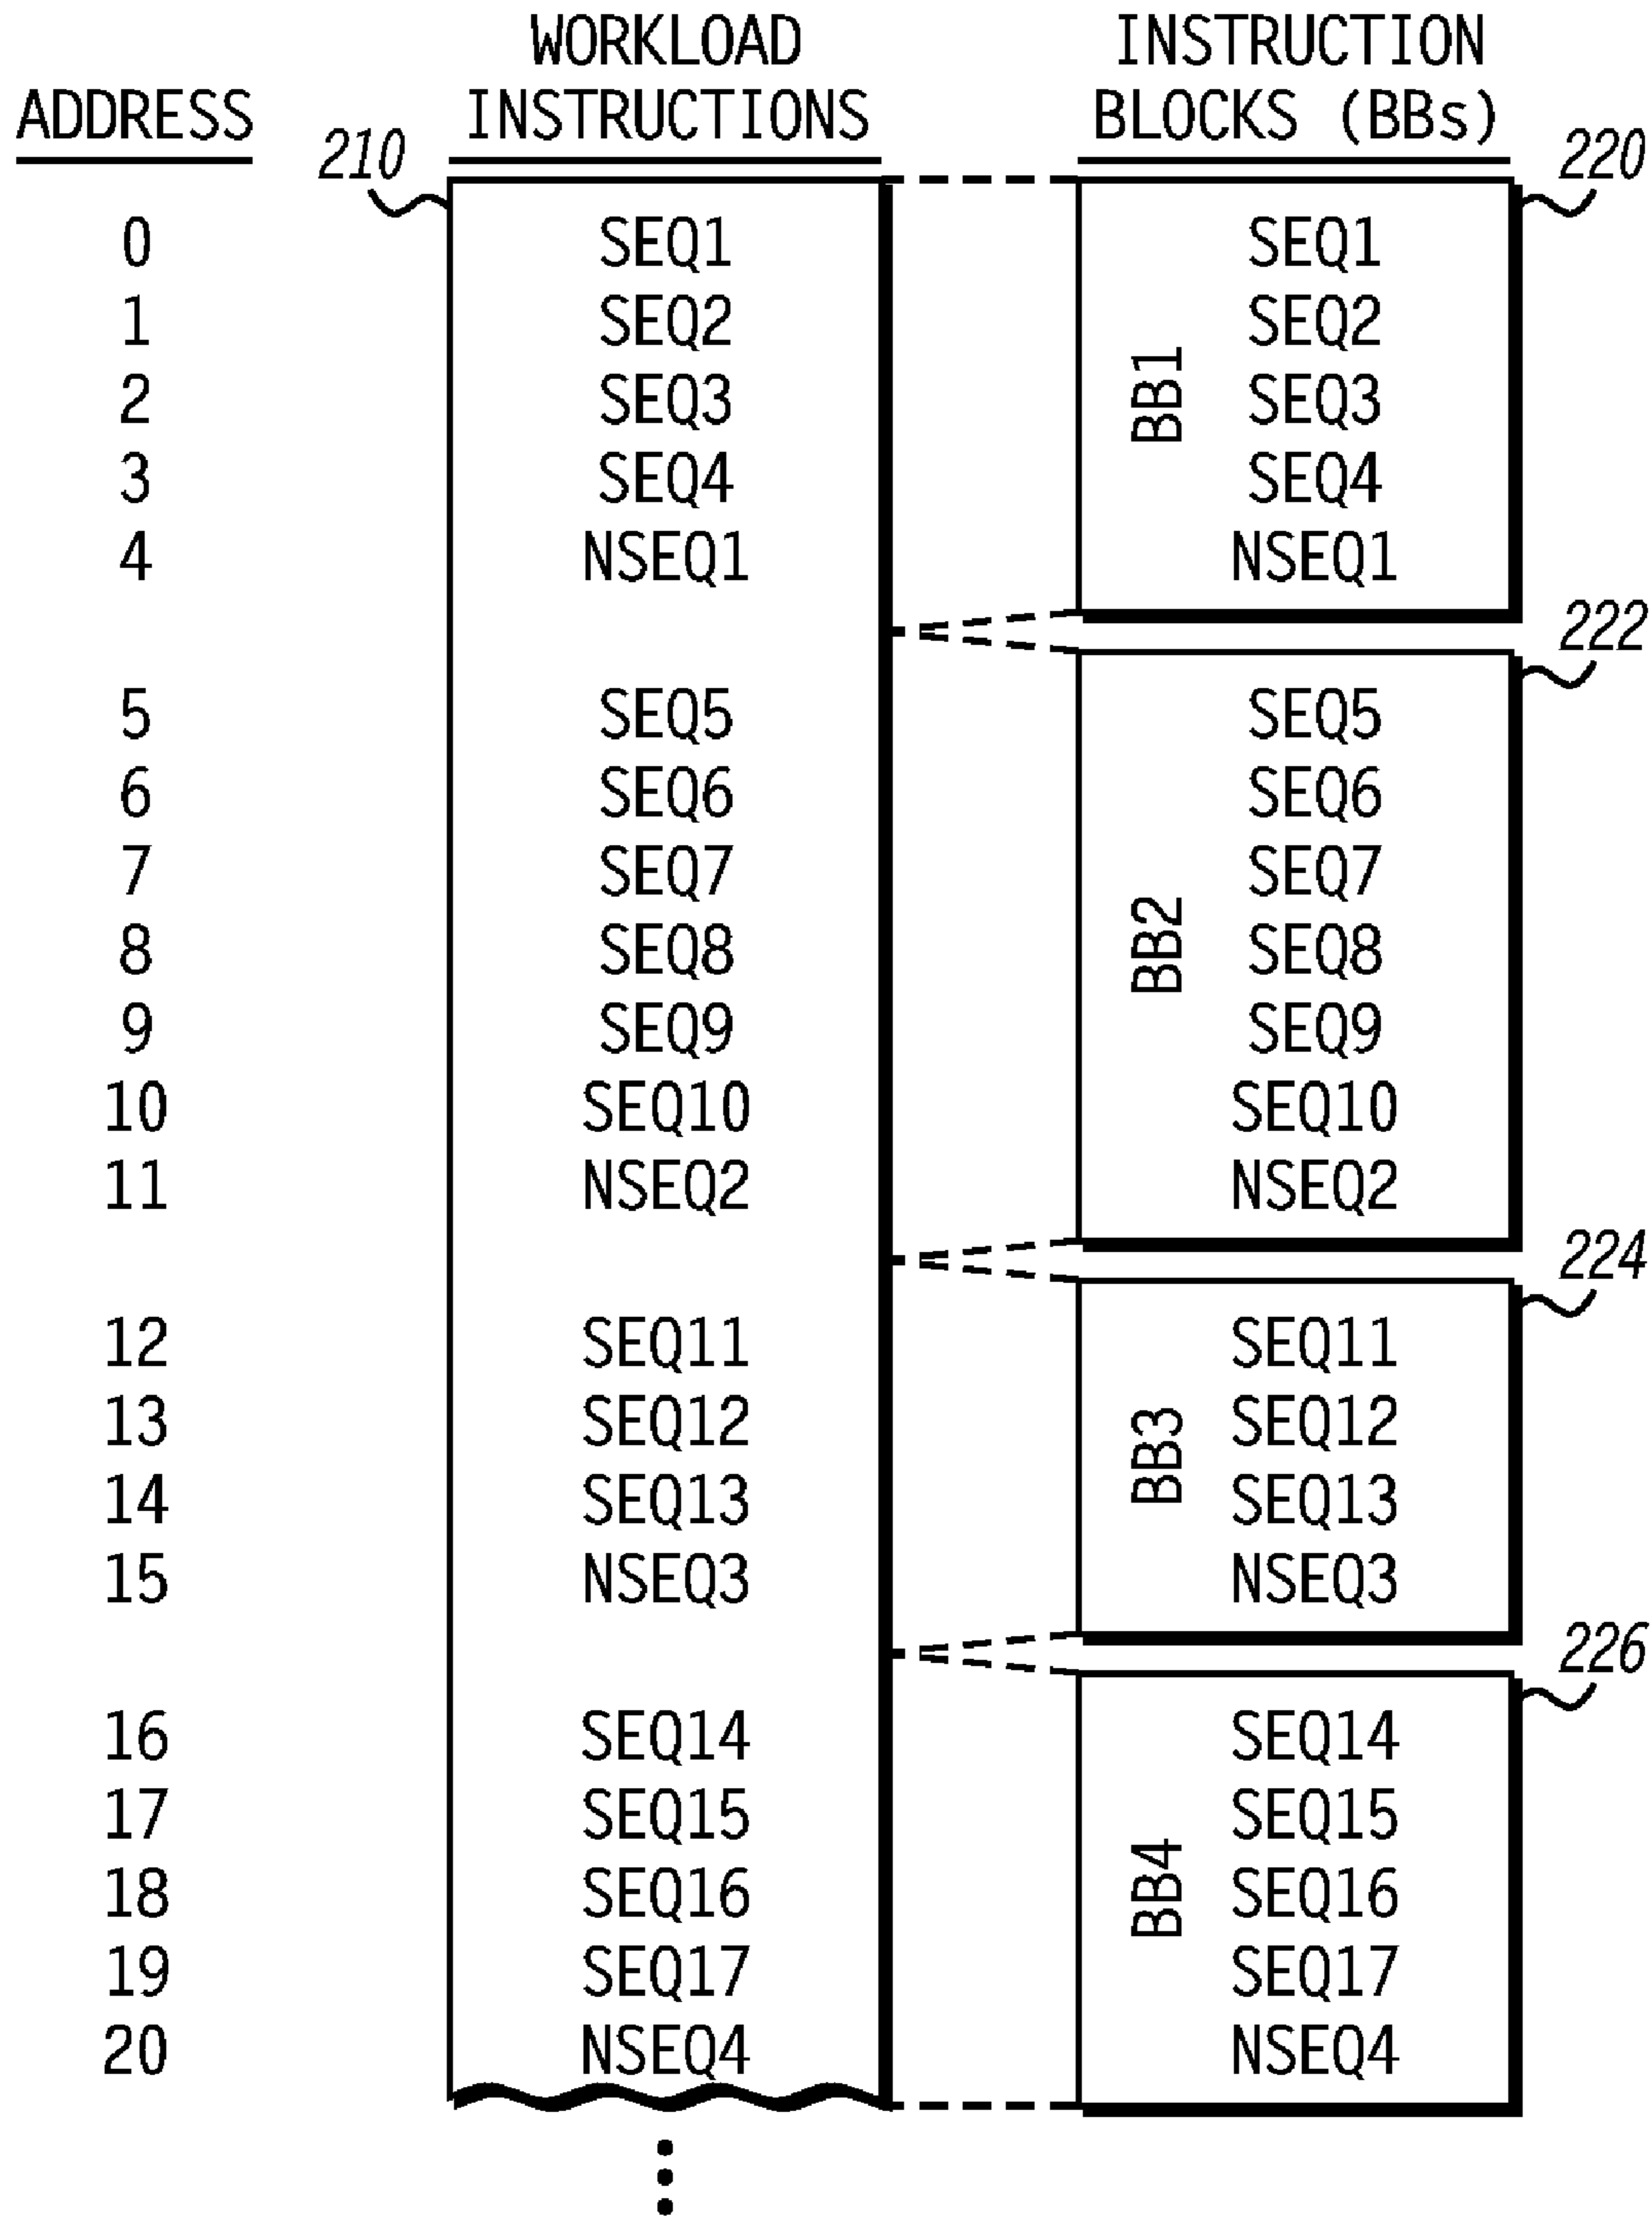 WORKLOAD INSTRUCTION
ADDRESS INSTRUCTIONS BLOCKS (BBs)
210 220
0 SEQ1 SEQ1
1 SEQ2 SEQ2
2 SEQ3 BB1 SEQ3
3 SEQ4 SEQ4
4 NSEQ1 NSEQ1
222
5 SEQ5 SEQ5
6 SEQ6 SEQ6
7 SEQ7 SEQ7
8 SEQ8 BB2 SEQ8
9 SEQ9 SEQ9
10 SEQ10 SEQ10
11 NSEQ2 NSEQ2
224
12 SEQ11 SEQ11
13 SEQ12 BB3 SEQ12
14 SEQ13 SEQ13
15 NSEQ3 NSEQ3
226
16 SEQ14 SEQ14
17 SEQ15 SEQ15
18 SEQ16 BB4 SEQ16
19 SEQ17 SEQ17
20 NSEQ4 NSEQ4